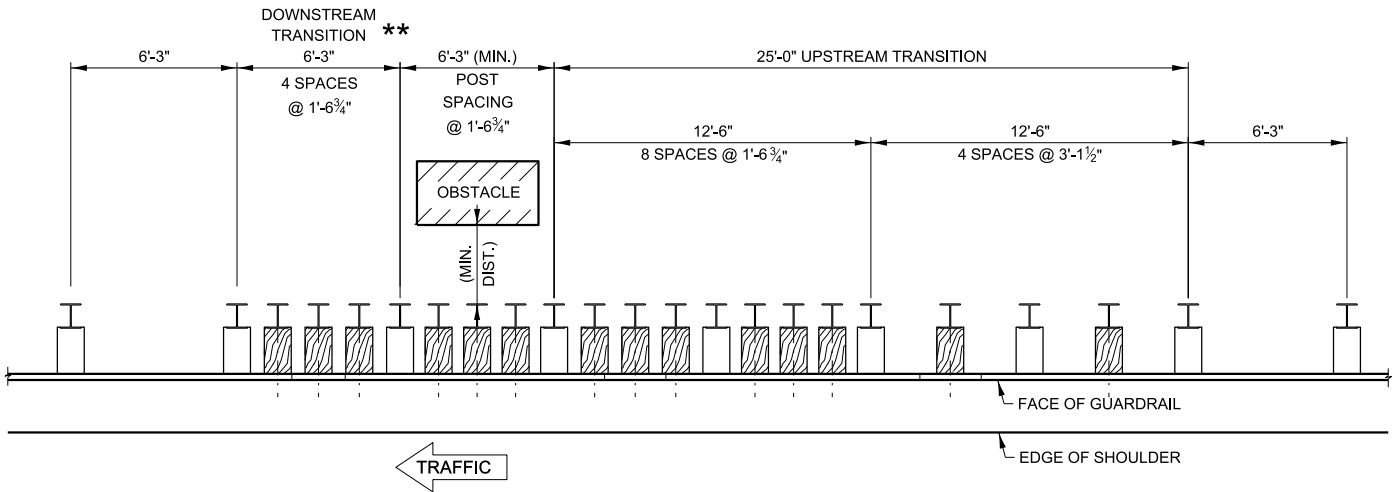 DOWNSTREAM
TRANSITION **
6'-3"
6'-3"
6'-3" (MIN.)
25'-0" UPSTREAM TRANSITION
4 SPACES
@ 1'-6¾"
POST
SPACING
@ 1'-6¾"
12'-6"
12'-6"
6'-3"
8 SPACES @ 1'-6¾"
4 SPACES @ 3'-1½"
OBSTACLE
(MIN.
DIST.)
FACE OF GUARDRAIL
EDGE OF SHOULDER
TRAFFIC